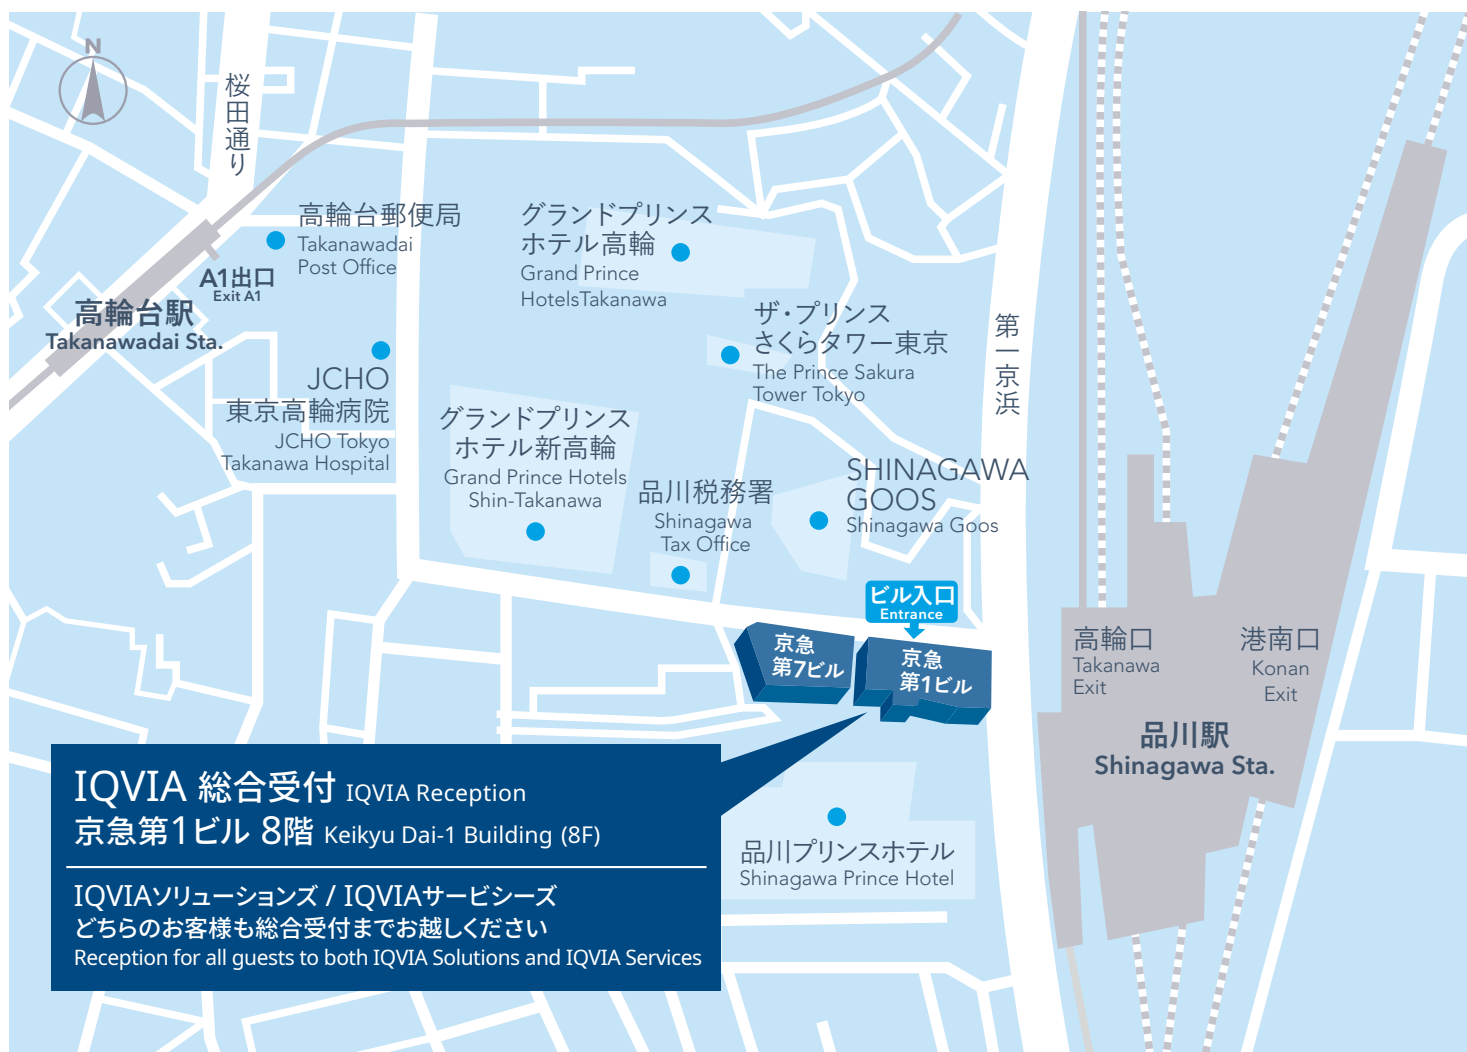 N
桜田通り
高輪台郵便局
Takanawadai
Post Office
A1出口
Exit A1
高輪台駅
Takanawadai Sta.
グランドプリンス
ホテル高輪
Grand Prince
HotelsTakanawa
ザ・プリンス
さくらタワー東京
The Prince Sakura
Tower Tokyo
第一京浜
JCHO
東京高輪病院
JCHO Tokyo
Takanawa Hospital
グランドプリンス
ホテル新高輪
Grand Prince Hotels
Shin-Takanawa
品川税務署
Shinagawa
Tax Office
SHINAGAWA
GOOS
Shinagawa Goos
ビル入口
Entrance
京急
第7ビル
京急
第1ビル
高輪口
Takanawa
Exit
港南口
Konan
Exit
品川駅
Shinagawa Sta.
IQVIA 総合受付 IQVIA Reception
京急第1ビル 8階 Keikyu Dai-1 Building (8F)
IQVIAソリューションズ / IQVIAサービシーズ
どちらのお客様も総合受付までお越しください
Reception for all guests to both IQVIA Solutions and IQVIA Services
品川プリンスホテル
Shinagawa Prince Hotel